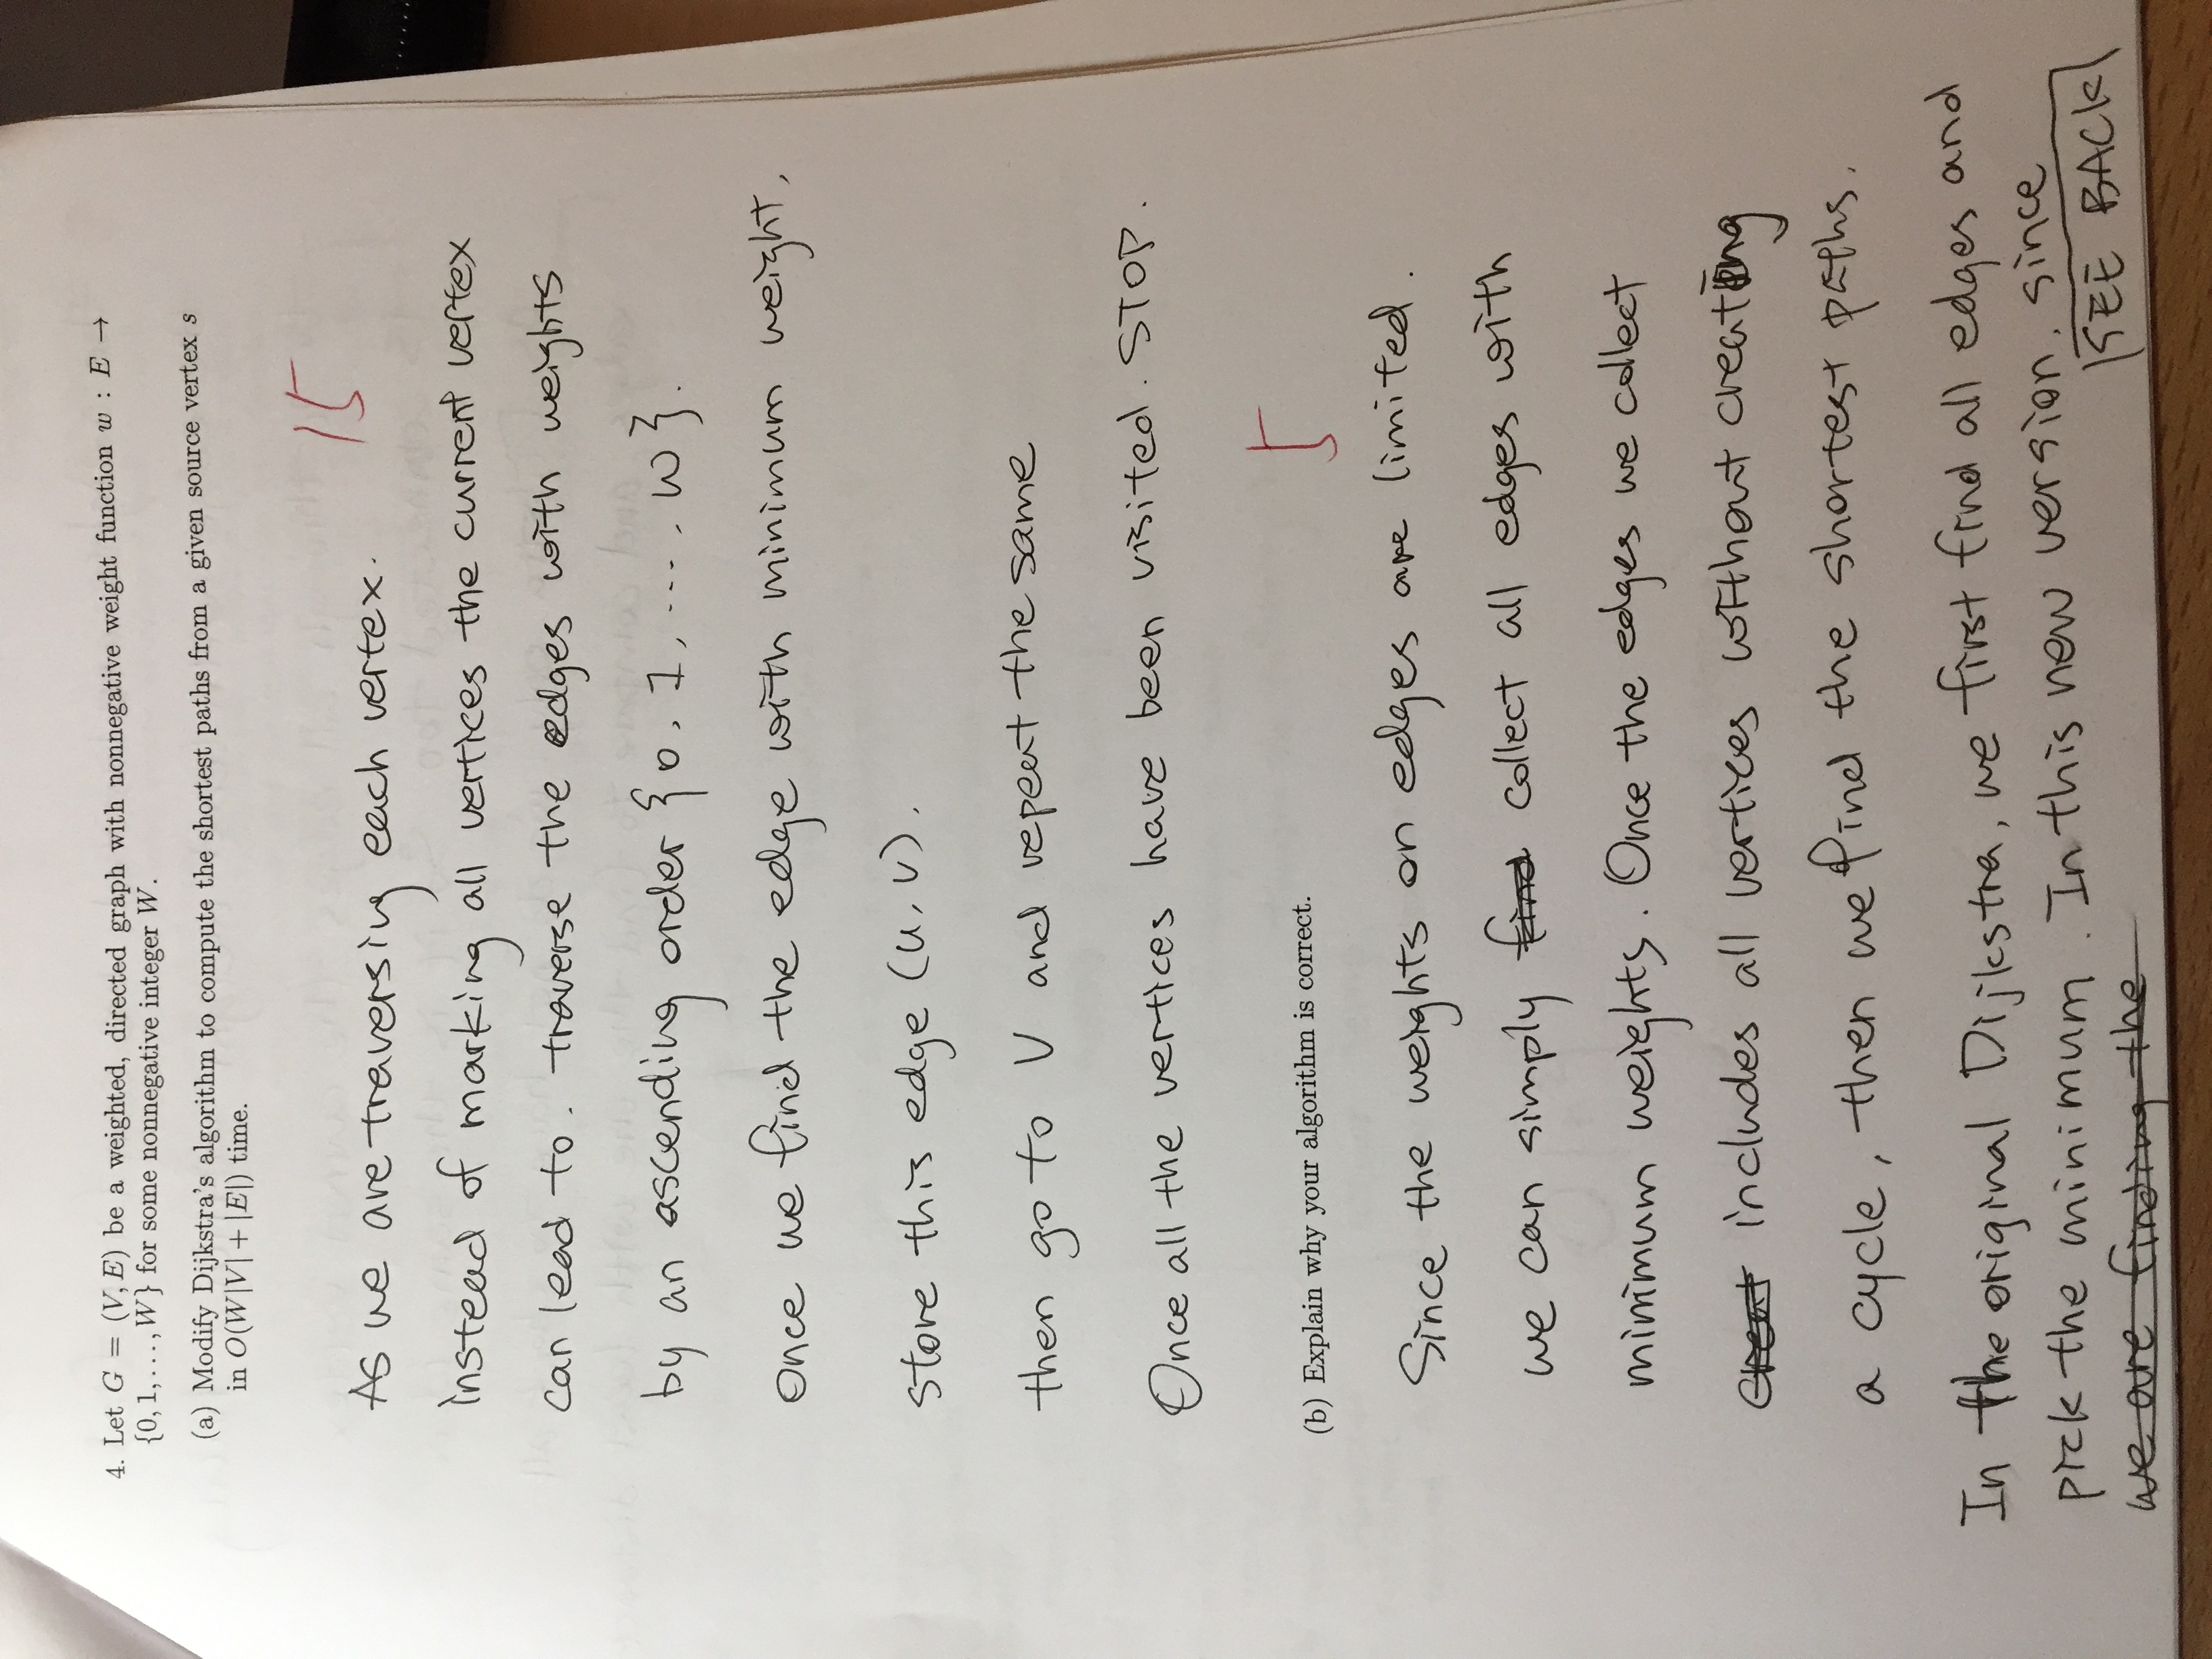 4. Let G = (V, E) be a weighted, directed graph with nonnegative weight function w : E →
{0, 1, . . . , W} for some nonnegative integer W.
(a) Modify Dijkstra's algorithm to compute the shortest paths from a given source vertex s
in O(W|V| + |E|) time.
15
As we are traversing each vertex.
instead of marking all vertices the current vertex
can lead to. traverse the edges with weights
by an ascending order {0, 1, ..., W}.
Once we find the edge with minimum weight,
store this edge (u, v).
then go to V and repeat the same
Once all the vertices have been visited. STOP.
(b) Explain why your algorithm is correct.
5
Since the weights on edges are limited.
we can simply find collect all edges with
minimum weights. Once the edges we collect
creat includes all vertices without creating
a cycle, then we find the shortest paths.
In the original Dijkstra, we first find all edges and
pick the minimum. In this new version, since
we are finding the
SEE BACK